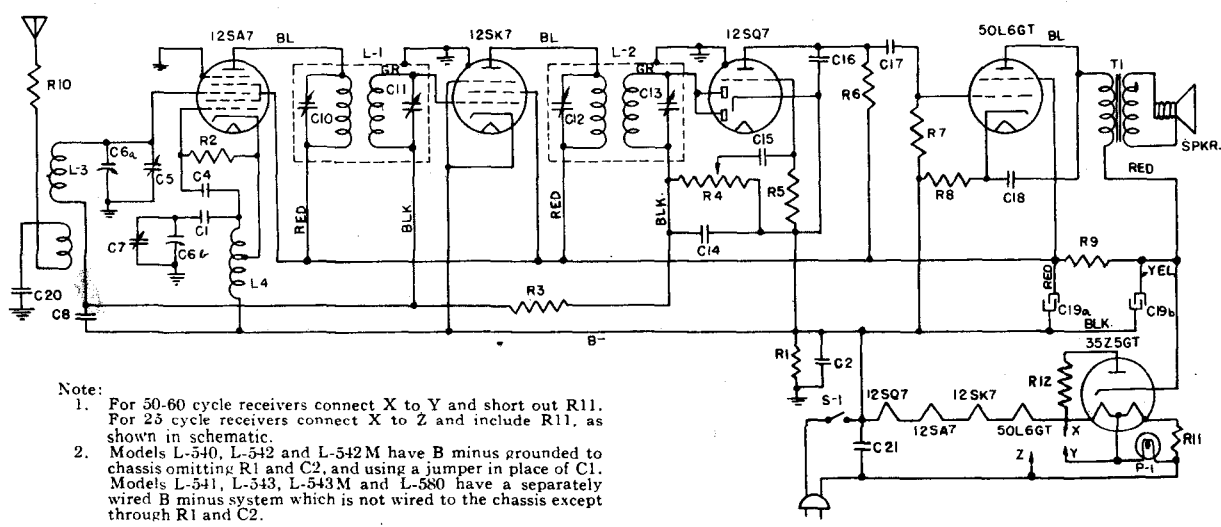 12SA7
BL
L-1
12SK7
BL
L-2
12SQ7
50L6GT
BL
T1
R10
GR
C11
C10
GR
C13
C12
C16
C17
R6
C15
R7
SPKR.
L-3
C6a
C5
R2
C4
R4
R5
R8
C18
RED
C7
C1
C6b
RED
BLK
RED
BLK
C14
L4
R9
YEL
RED
C20
C8
R3
C19a
C19b
BLK.
B-
35Z5GT
R1
C2
R12
S-1
12SQ7
12SK7
12SA7
50L6GT
X
R11
C21
Z
Y
P-1
Note:
1. For 50-60 cycle receivers connect X to Y and short out R11.
For 25 cycle receivers connect X to Z and include R11, as
shown in schematic.
2. Models L-540, L-542 and L-542M have B minus grounded to
chassis omitting R1 and C2, and using a jumper in place of C1.
Models L-541, L-543, L-543M and L-580 have a separately
wired B minus system which is not wired to the chassis except
through R1 and C2.